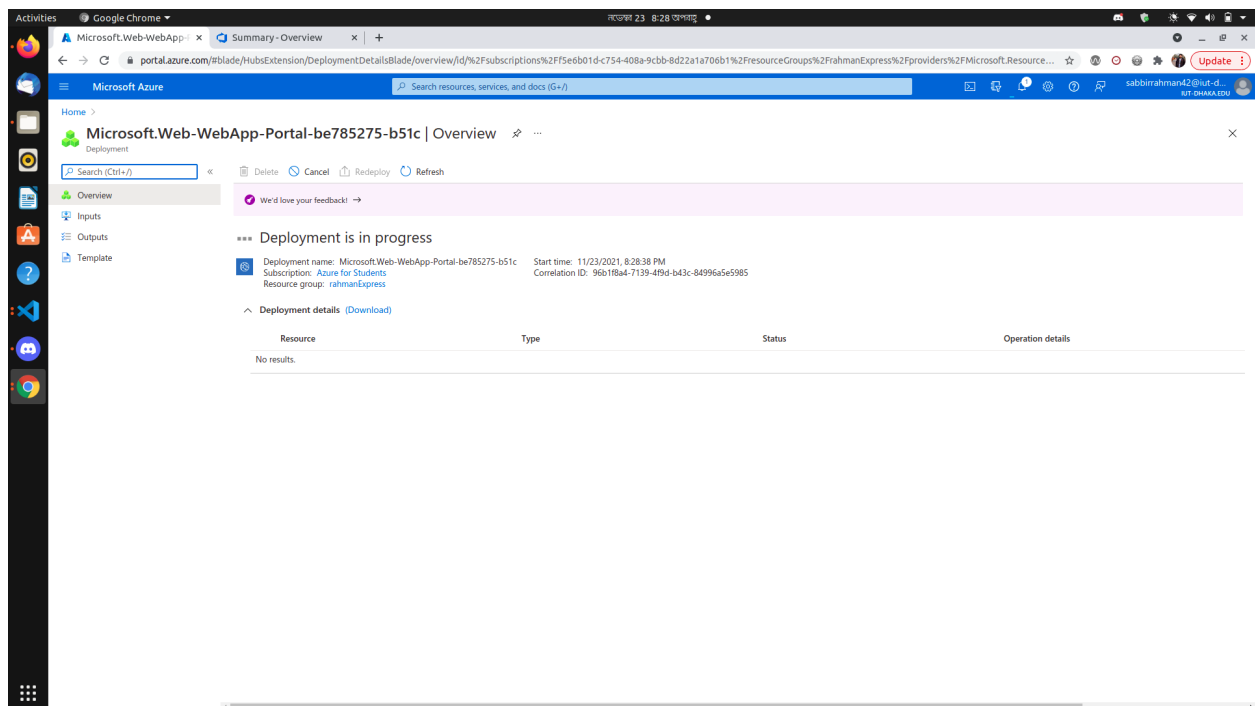 Activities Google Chrome নভেম্বর 23 8:28 অপরাহ্ণ
Microsoft.Web-WebApp- Summary - Overview
portal.azure.com/#blade/HubsExtension/DeploymentDetailsBlade/overview/id/%2Fsubscriptions%2Ff5e6b01d-c754-408a-9cbb-8d22a1a706b1%2FresourceGroups%2FrahmanExpress%2Fproviders%2FMicrosoft.Resource... Update
Microsoft Azure Search resources, services, and docs (G+/) 1 sabbirrahman42@iut-d...
IUT-DHAKA.EDU
Home >
Microsoft.Web-WebApp-Portal-be785275-b51c | Overview ...
Deployment
Search (Ctrl+/) « Delete Cancel Redeploy Refresh
Overview
We'd love your feedback! →
Inputs
Outputs
Template
Deployment is in progress
Deployment name: Microsoft.Web-WebApp-Portal-be785275-b51c Start time: 11/23/2021, 8:28:38 PM
Subscription: Azure for Students Correlation ID: 96b1f8a4-7139-4f9d-b43c-84996a5e5985
Resource group: rahmanExpress
Deployment details (Download)
Resource Type Status Operation details
No results.